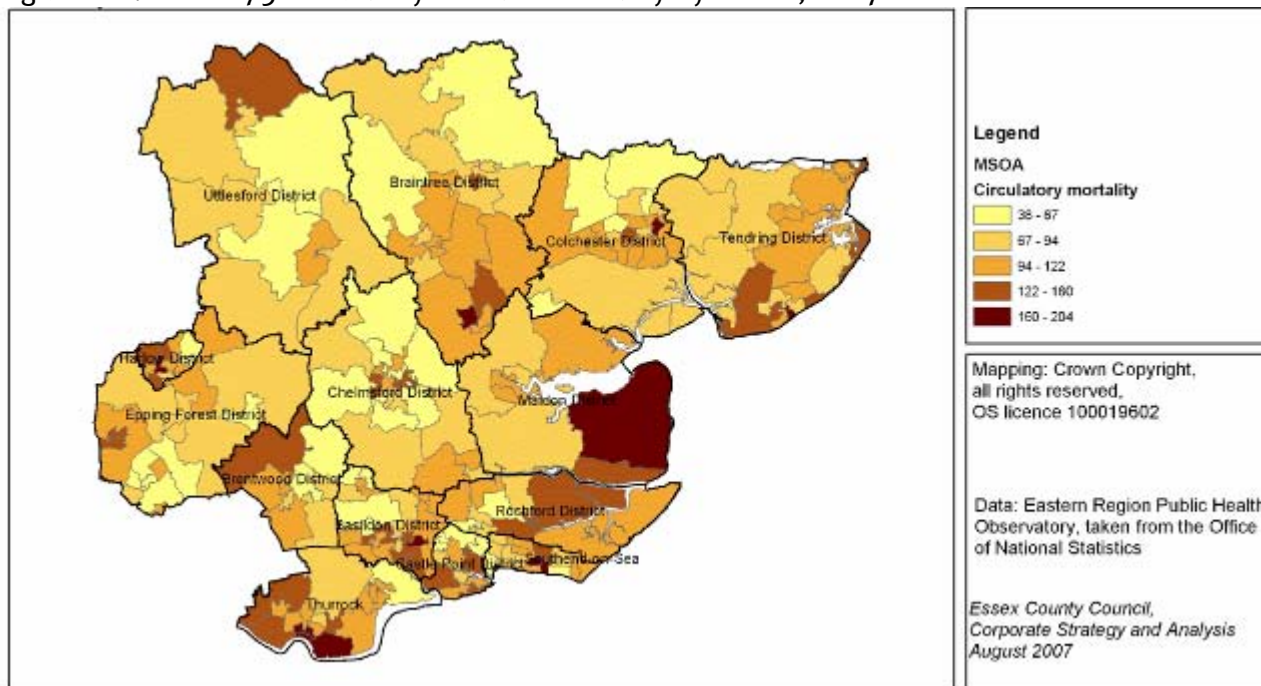 Uttlesford District
Braintree District
Colchester District
Tendring District
Harlow District
Epping Forest District
Chelmsford District
Maldon District
Brentwood District
Basildon District
Rochford District
Castle Point District
Southend-on-Sea
Thurrock
Legend
MSOA
Circulatory mortality
67 - 94
94 - 122
122 - 160
160 - 204
Mapping: Crown Copyright,
all rights reserved,
OS licence 100019602
Data: Eastern Region Public Health
Observatory, taken from the Office
of National Statistics
Essex County Council,
Corporate Strategy and Analysis
August 2007